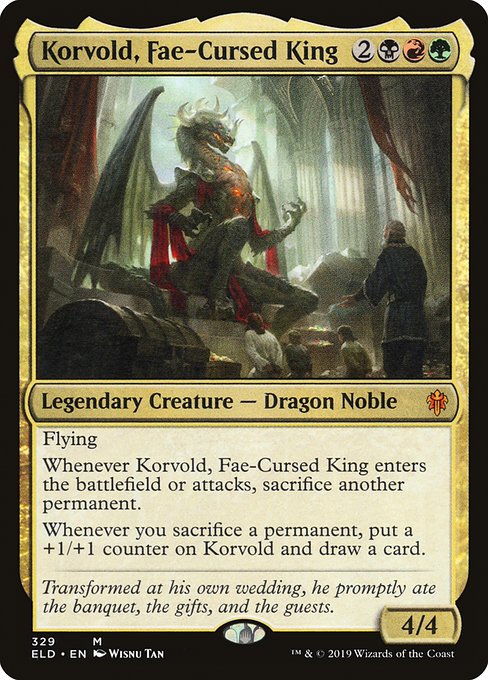 Korvold, Fae-Cursed King 2
Legendary Creature — Dragon Noble
Flying
Whenever Korvold, Fae-Cursed King enters
the battlefield or attacks, sacrifice another
permanent.
Whenever you sacrifice a permanent, put a
+1/+1 counter on Korvold and draw a card.
Transformed at his own wedding, he promptly ate
the banquet, the gifts, and the guests.
4/4
329 M
ELD • EN Wisnu Tan
™ & © 2019 Wizards of the Coast